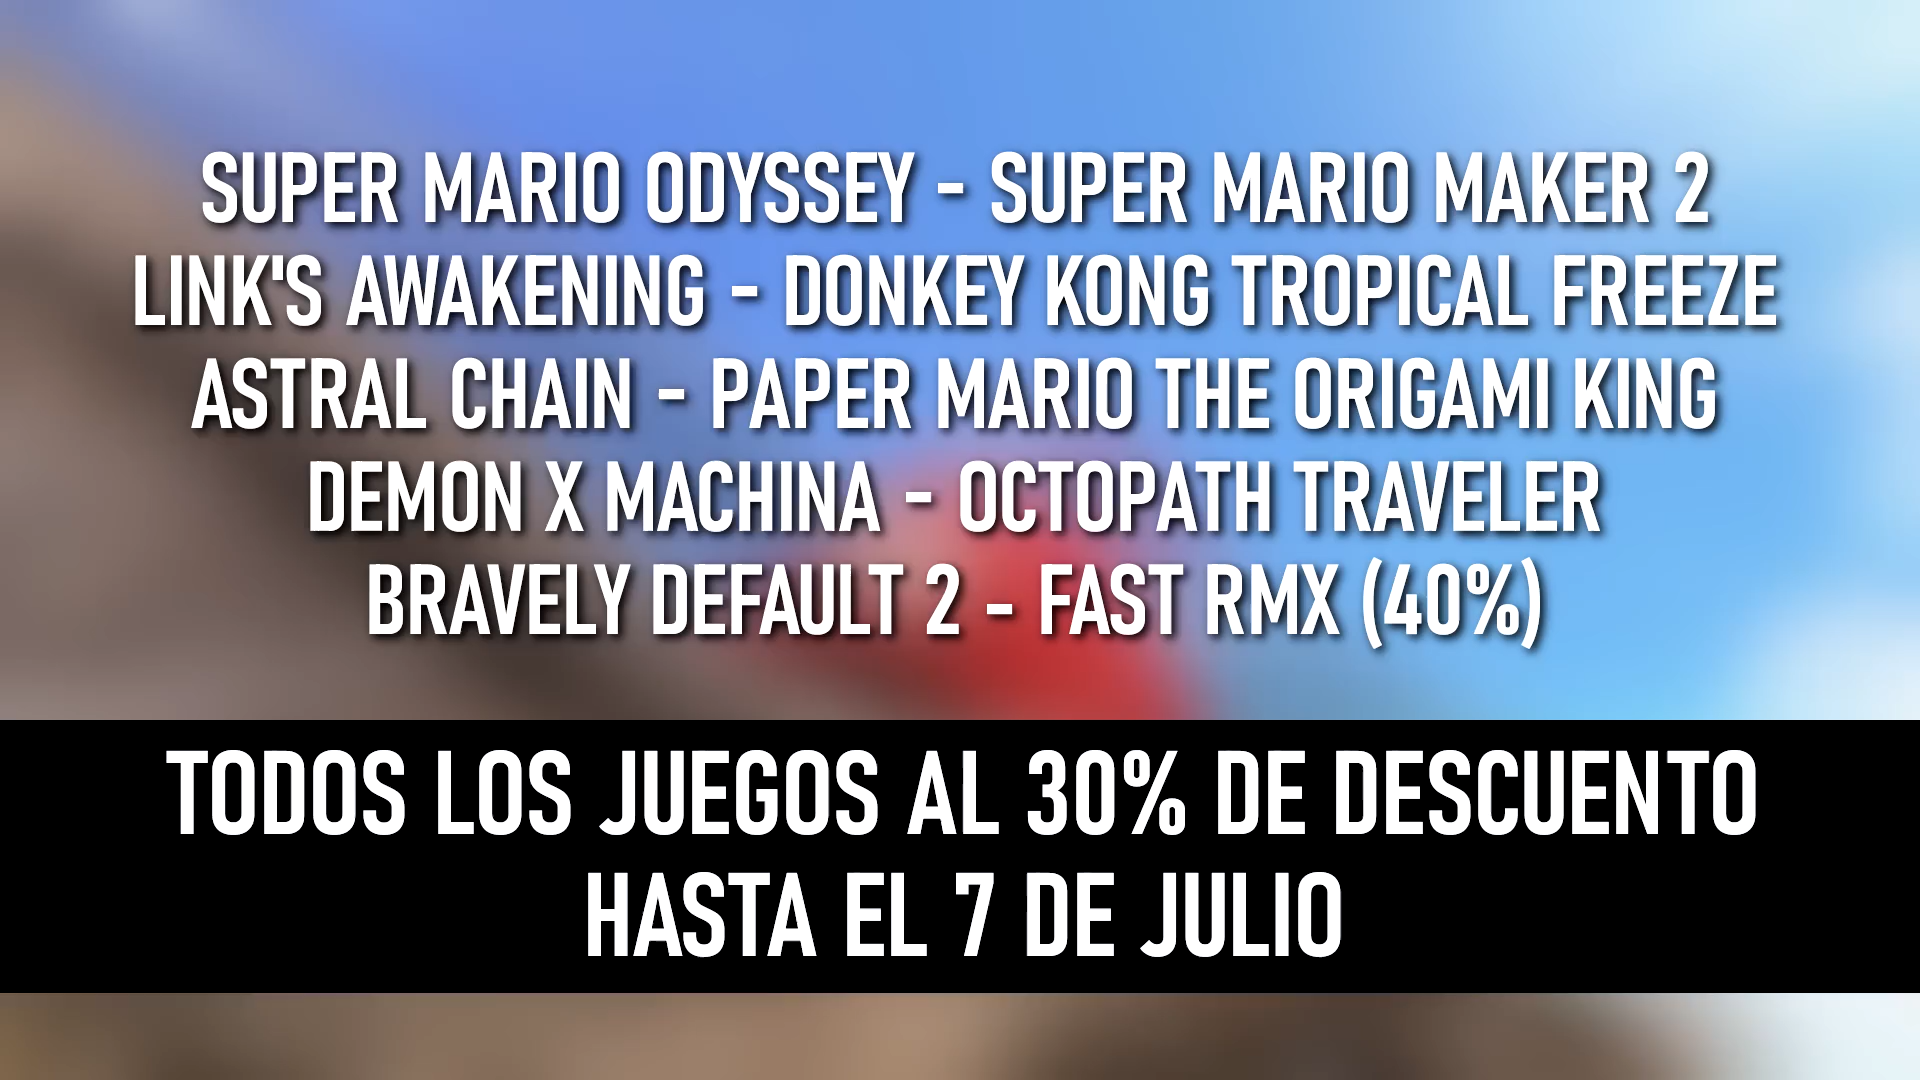 SUPER MARIO ODYSSEY - SUPER MARIO MAKER 2
LINK'S AWAKENING - DONKEY KONG TROPICAL FREEZE
ASTRAL CHAIN - PAPER MARIO THE ORIGAMI KING
DEMON X MACHINA - OCTOPATH TRAVELER
BRAVELY DEFAULT 2 - FAST RMX (40%)
TODOS LOS JUEGOS AL 30% DE DESCUENTO
HASTA EL 7 DE JULIO